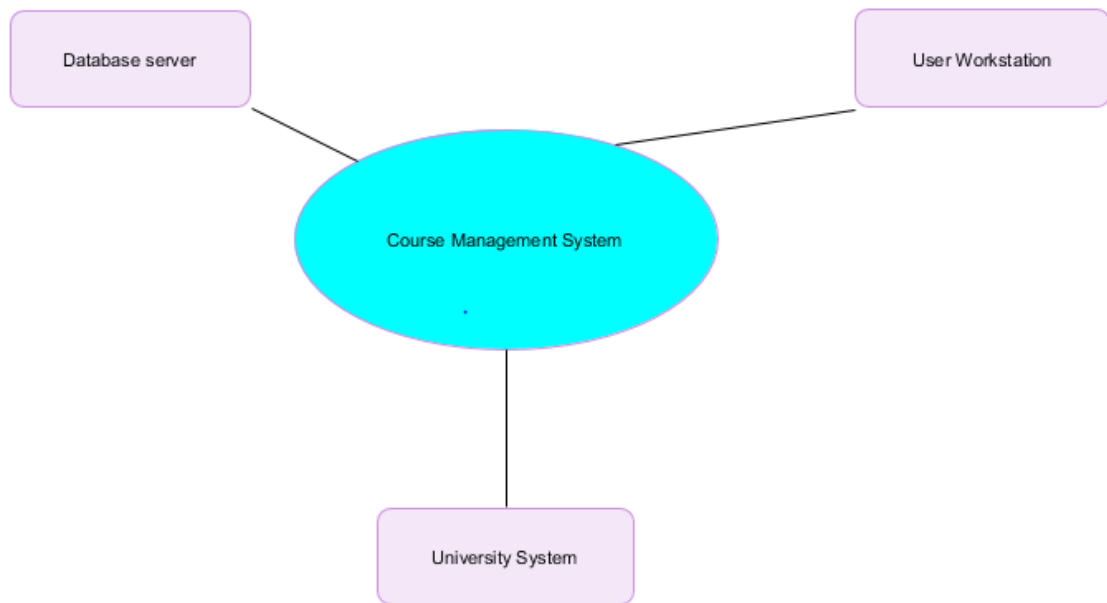 Database server
User Workstation
Course Management System
University System